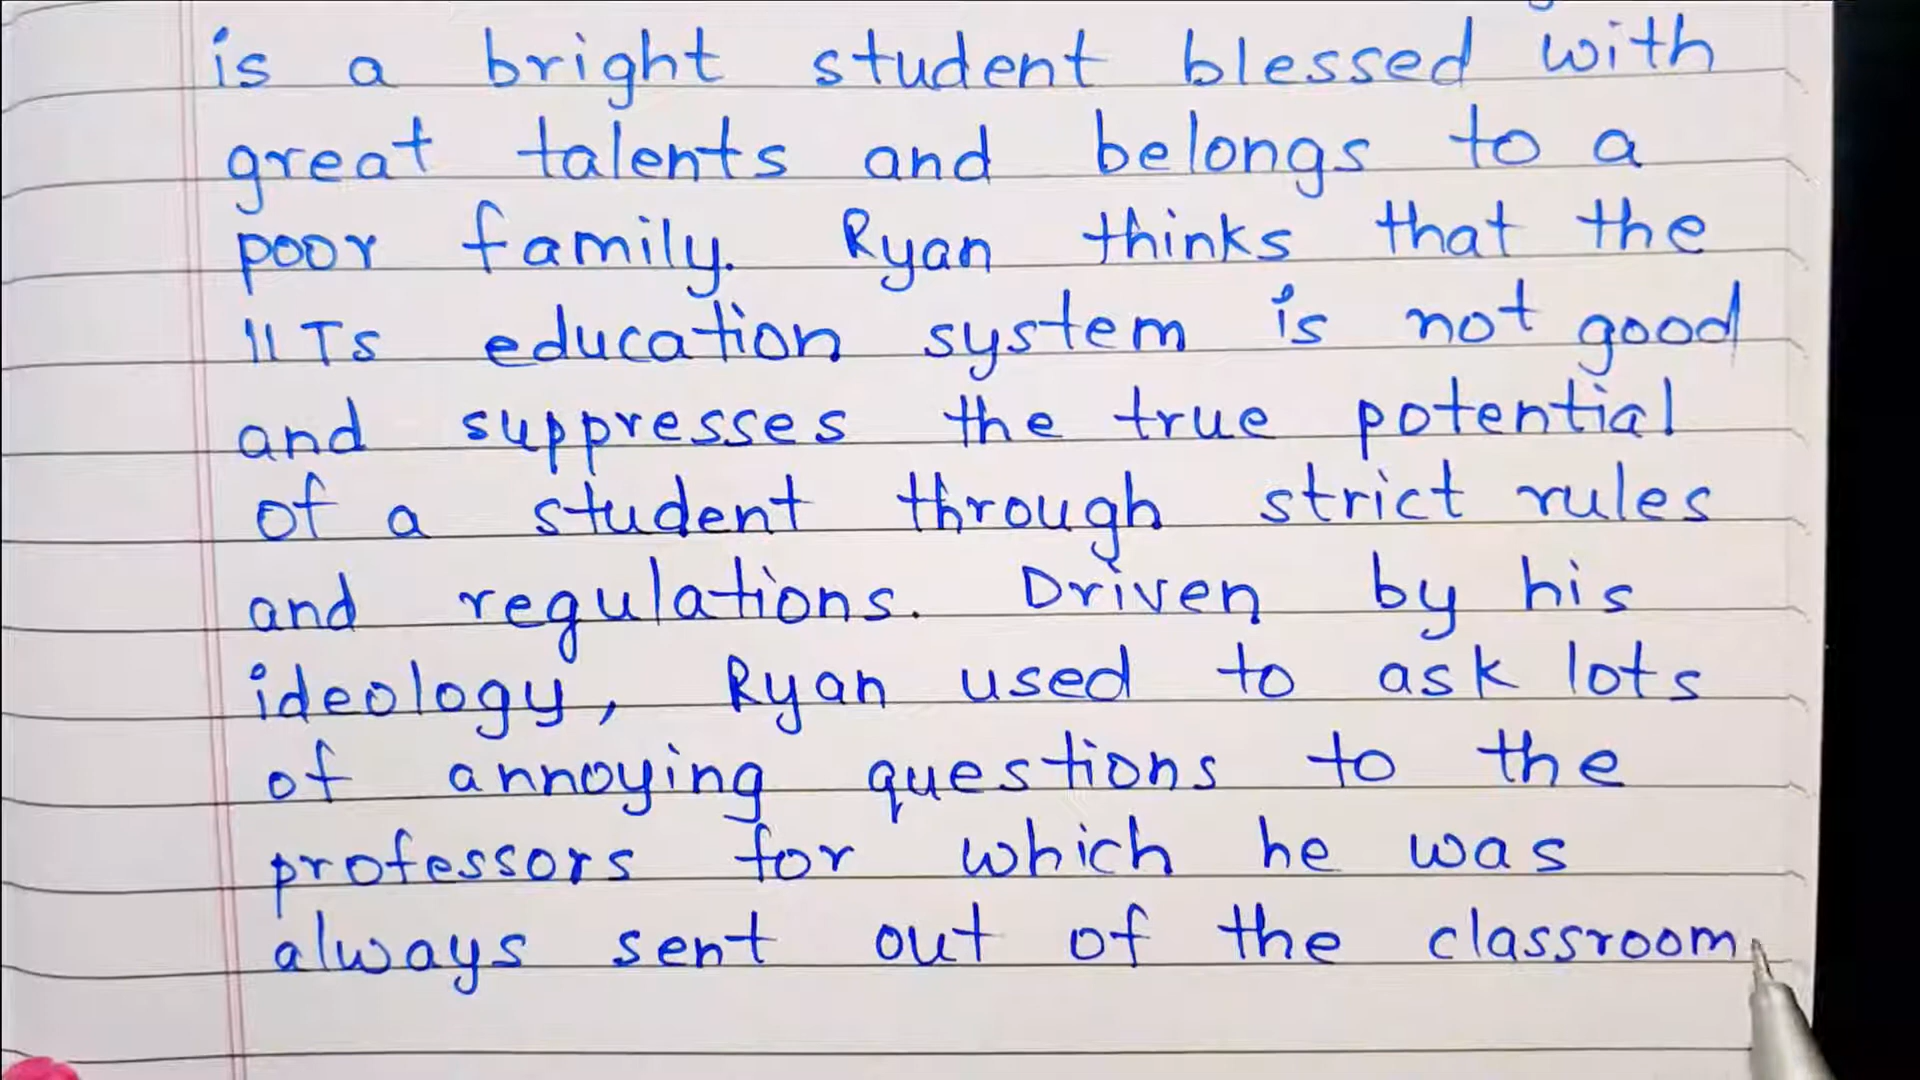 is a bright student blessed with
great talents and belongs to a
poor family. Ryan thinks that the
IITs education system is not good
and suppresses the true potential
of a student through strict rules
and regulations. Driven by his
ideology, Ryan used to ask lots
of annoying questions to the
professors for which he was
always sent out of the classroom.